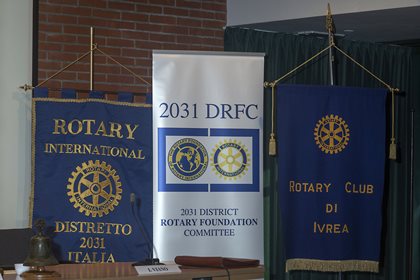 ROTARY
INTERNATIONAL
DISTRETTO
2031
ITALIA
2031 DRFC
2031 DISTRICT
ROTARY FOUNDATION
COMMITTEE
ROTARY CLUB
DI
IVREA